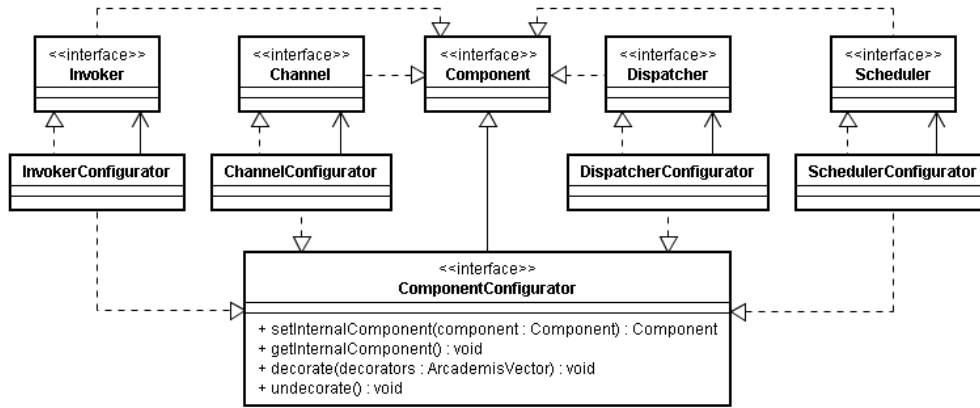 <<interface>>
Invoker
<<interface>>
Channel
<<interface>>
Component
<<interface>>
Dispatcher
<<interface>>
Scheduler
InvokerConfigurator
ChannelConfigurator
DispatcherConfigurator
SchedulerConfigurator
<<interface>>
ComponentConfigurator
+ setInternalComponent(component : Component) : Component
+ getInternalComponent() : void
+ decorate(decorators : ArcademisVector) : void
+ undecorate() : void